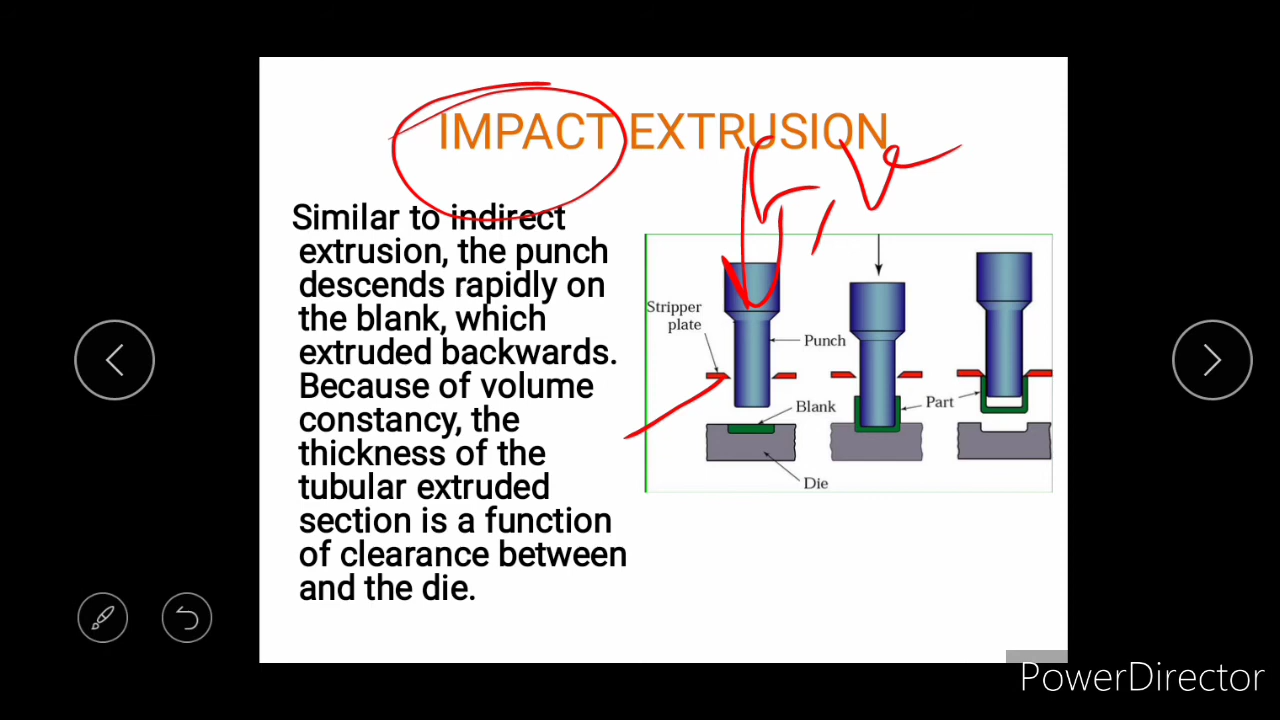 IMPACT EXTRUSION
Similar to indirect
extrusion, the punch
descends rapidly on
the blank, which
extruded backwards.
Because of volume
constancy, the
thickness of the
tubular extruded
section is a function
of clearance between
and the die.
Stripper
plate
Punch
Blank
Part
Die
PowerDirector